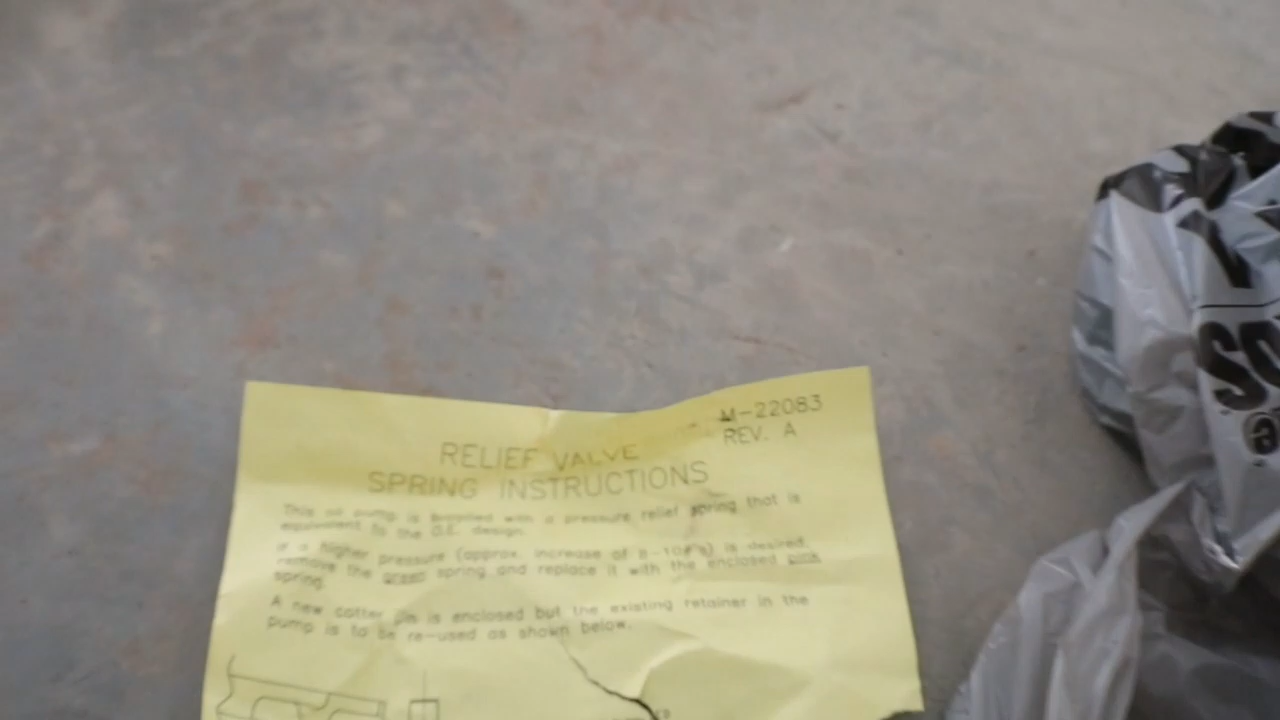 M-22083
REV. A
RELIEF VALVE
SPRING INSTRUCTIONS
This oil pump is supplied with a pressure relief spring that is
equivalent to the O.E. design.
If a higher pressure (approx. increase of 8-10#'s) is desired,
remove the green spring and replace it with the enclosed pink
spring.
A new cotter pin is enclosed but the existing retainer in the
pump is to be re-used as shown below.